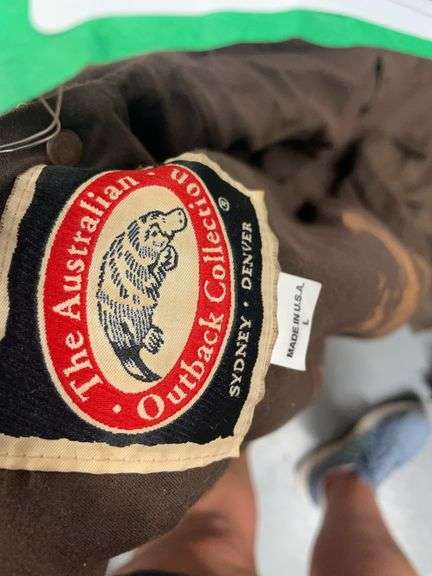 The Australian
Outback Collection®
SYDNEY • DENVER
MADE IN U.S.A.
L